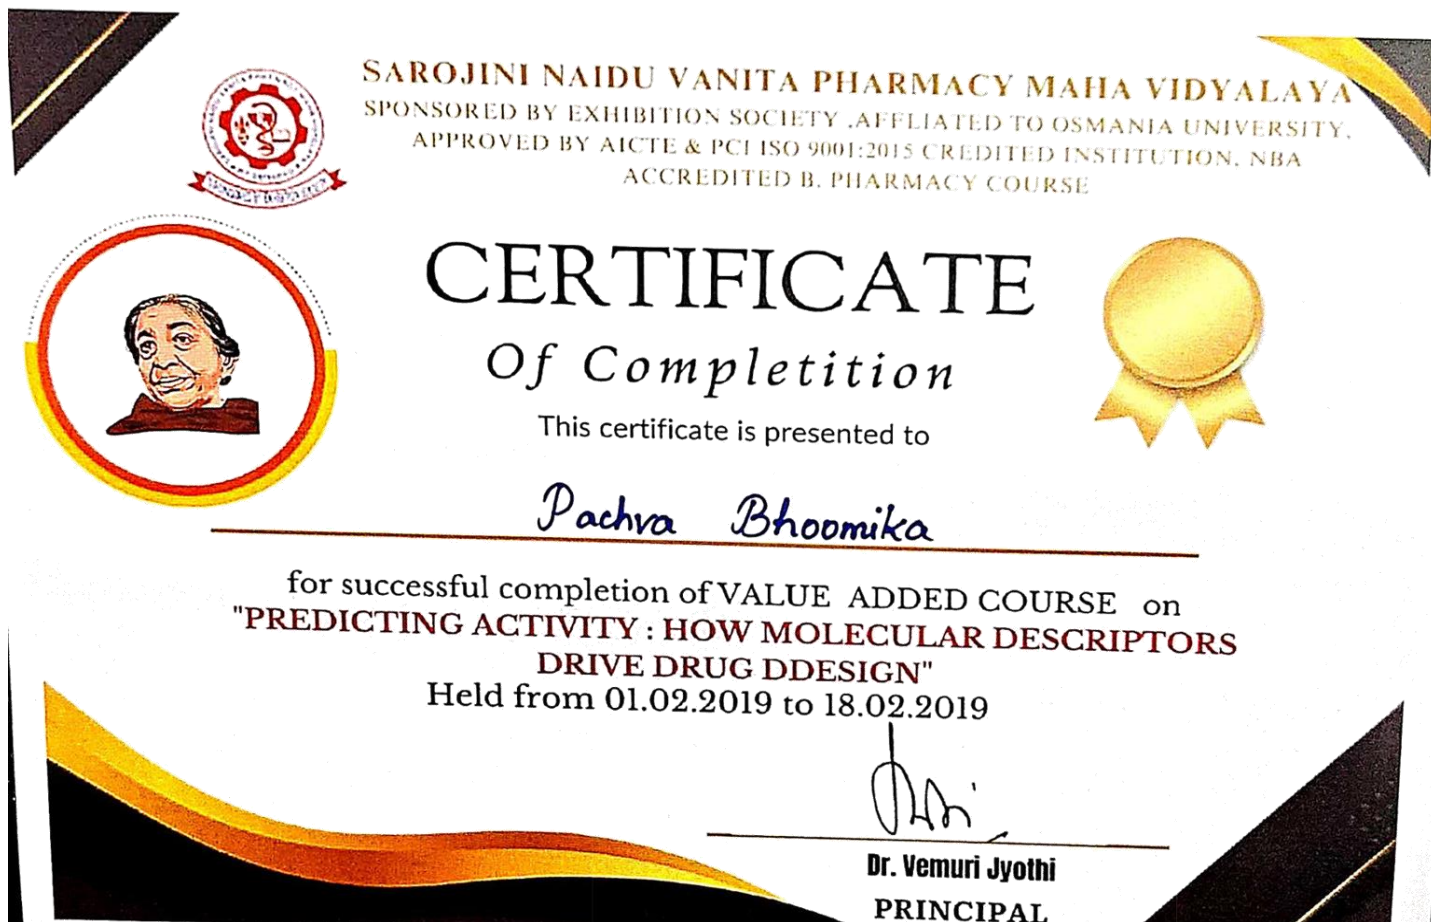 SAROJINI NAIDU VANITA PHARMACY MAHA VIDYALAYA
SPONSORED BY EXHIBITION SOCIETY ,AFFLIATED TO OSMANIA UNIVERSITY,
APPROVED BY AICTE & PCI ISO 9001:2015 CREDITED INSTITUTION, NBA
ACCREDITED B. PHARMACY COURSE
CERTIFICATE
Of Completition
This certificate is presented to
Pachva Bhoomika
for successful completion of VALUE ADDED COURSE on
"PREDICTING ACTIVITY : HOW MOLECULAR DESCRIPTORS
DRIVE DRUG DDESIGN"
Held from 01.02.2019 to 18.02.2019
Dr. Vemuri Jyothi
PRINCIPAL